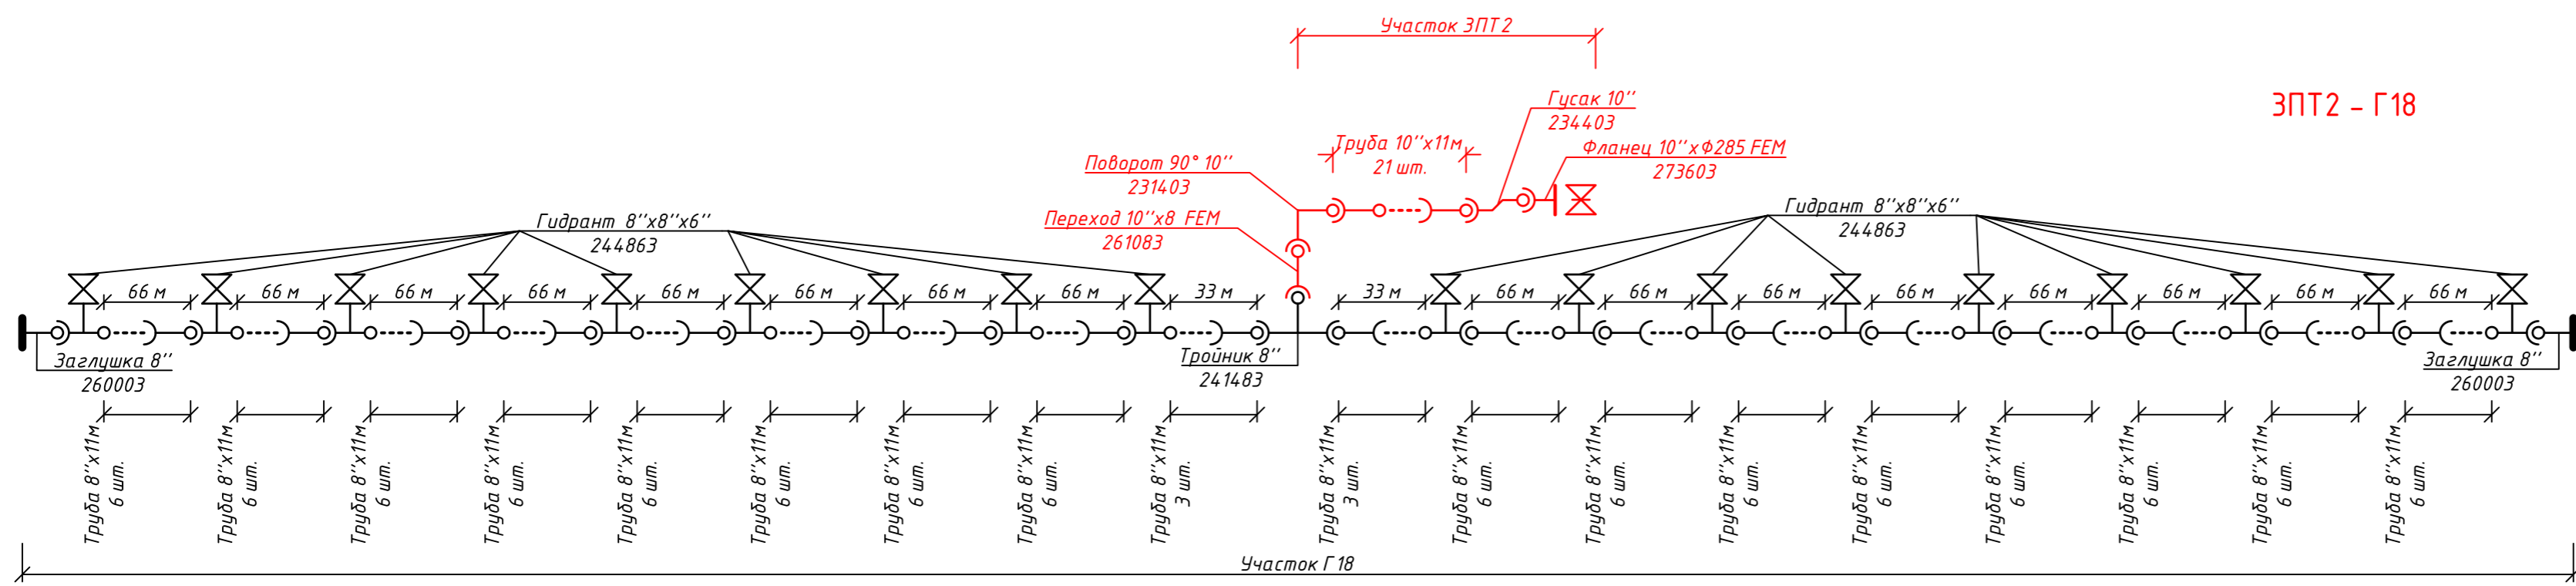 Участок ЗПТ2
ЗПТ2 - Г18
Гусак 10''
234403
Труба 10''х11м
21 шт.
Фланец 10''хФ285 FEM
273603
Поворот 90° 10''
231403
Переход 10''х8 FEM
261083
Гидрант 8''х8''х6''
244863
Гидрант 8''х8''х6''
244863
66 м
66 м
66 м
66 м
66 м
66 м
66 м
66 м
33 м
33 м
66 м
66 м
66 м
66 м
66 м
66 м
66 м
66 м
Заглушка 8''
260003
Тройник 8''
241483
Заглушка 8''
260003
Труба 8''х11м
6 шт.
Труба 8''х11м
6 шт.
Труба 8''х11м
6 шт.
Труба 8''х11м
6 шт.
Труба 8''х11м
6 шт.
Труба 8''х11м
6 шт.
Труба 8''х11м
6 шт.
Труба 8''х11м
6 шт.
Труба 8''х11м
3 шт.
Труба 8''х11м
3 шт.
Труба 8''х11м
6 шт.
Труба 8''х11м
6 шт.
Труба 8''х11м
6 шт.
Труба 8''х11м
6 шт.
Труба 8''х11м
6 шт.
Труба 8''х11м
6 шт.
Труба 8''х11м
6 шт.
Труба 8''х11м
6 шт.
Участок Г18